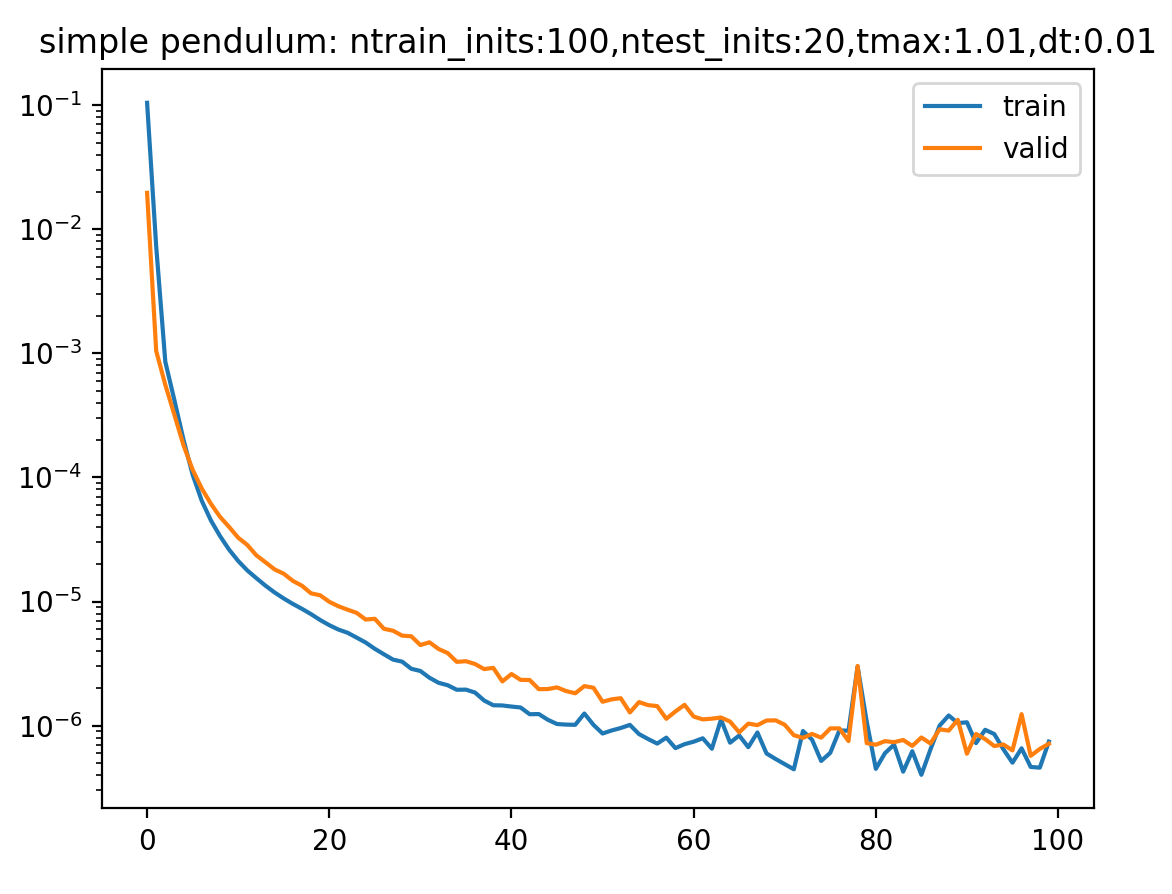 simple pendulum: ntrain_inits:100,ntest_inits:20,tmax:1.01,dt:0.01
10⁻¹
train
valid
10⁻²
10⁻³
10⁻⁴
10⁻⁵
10⁻⁶
0 20 40 60 80 100